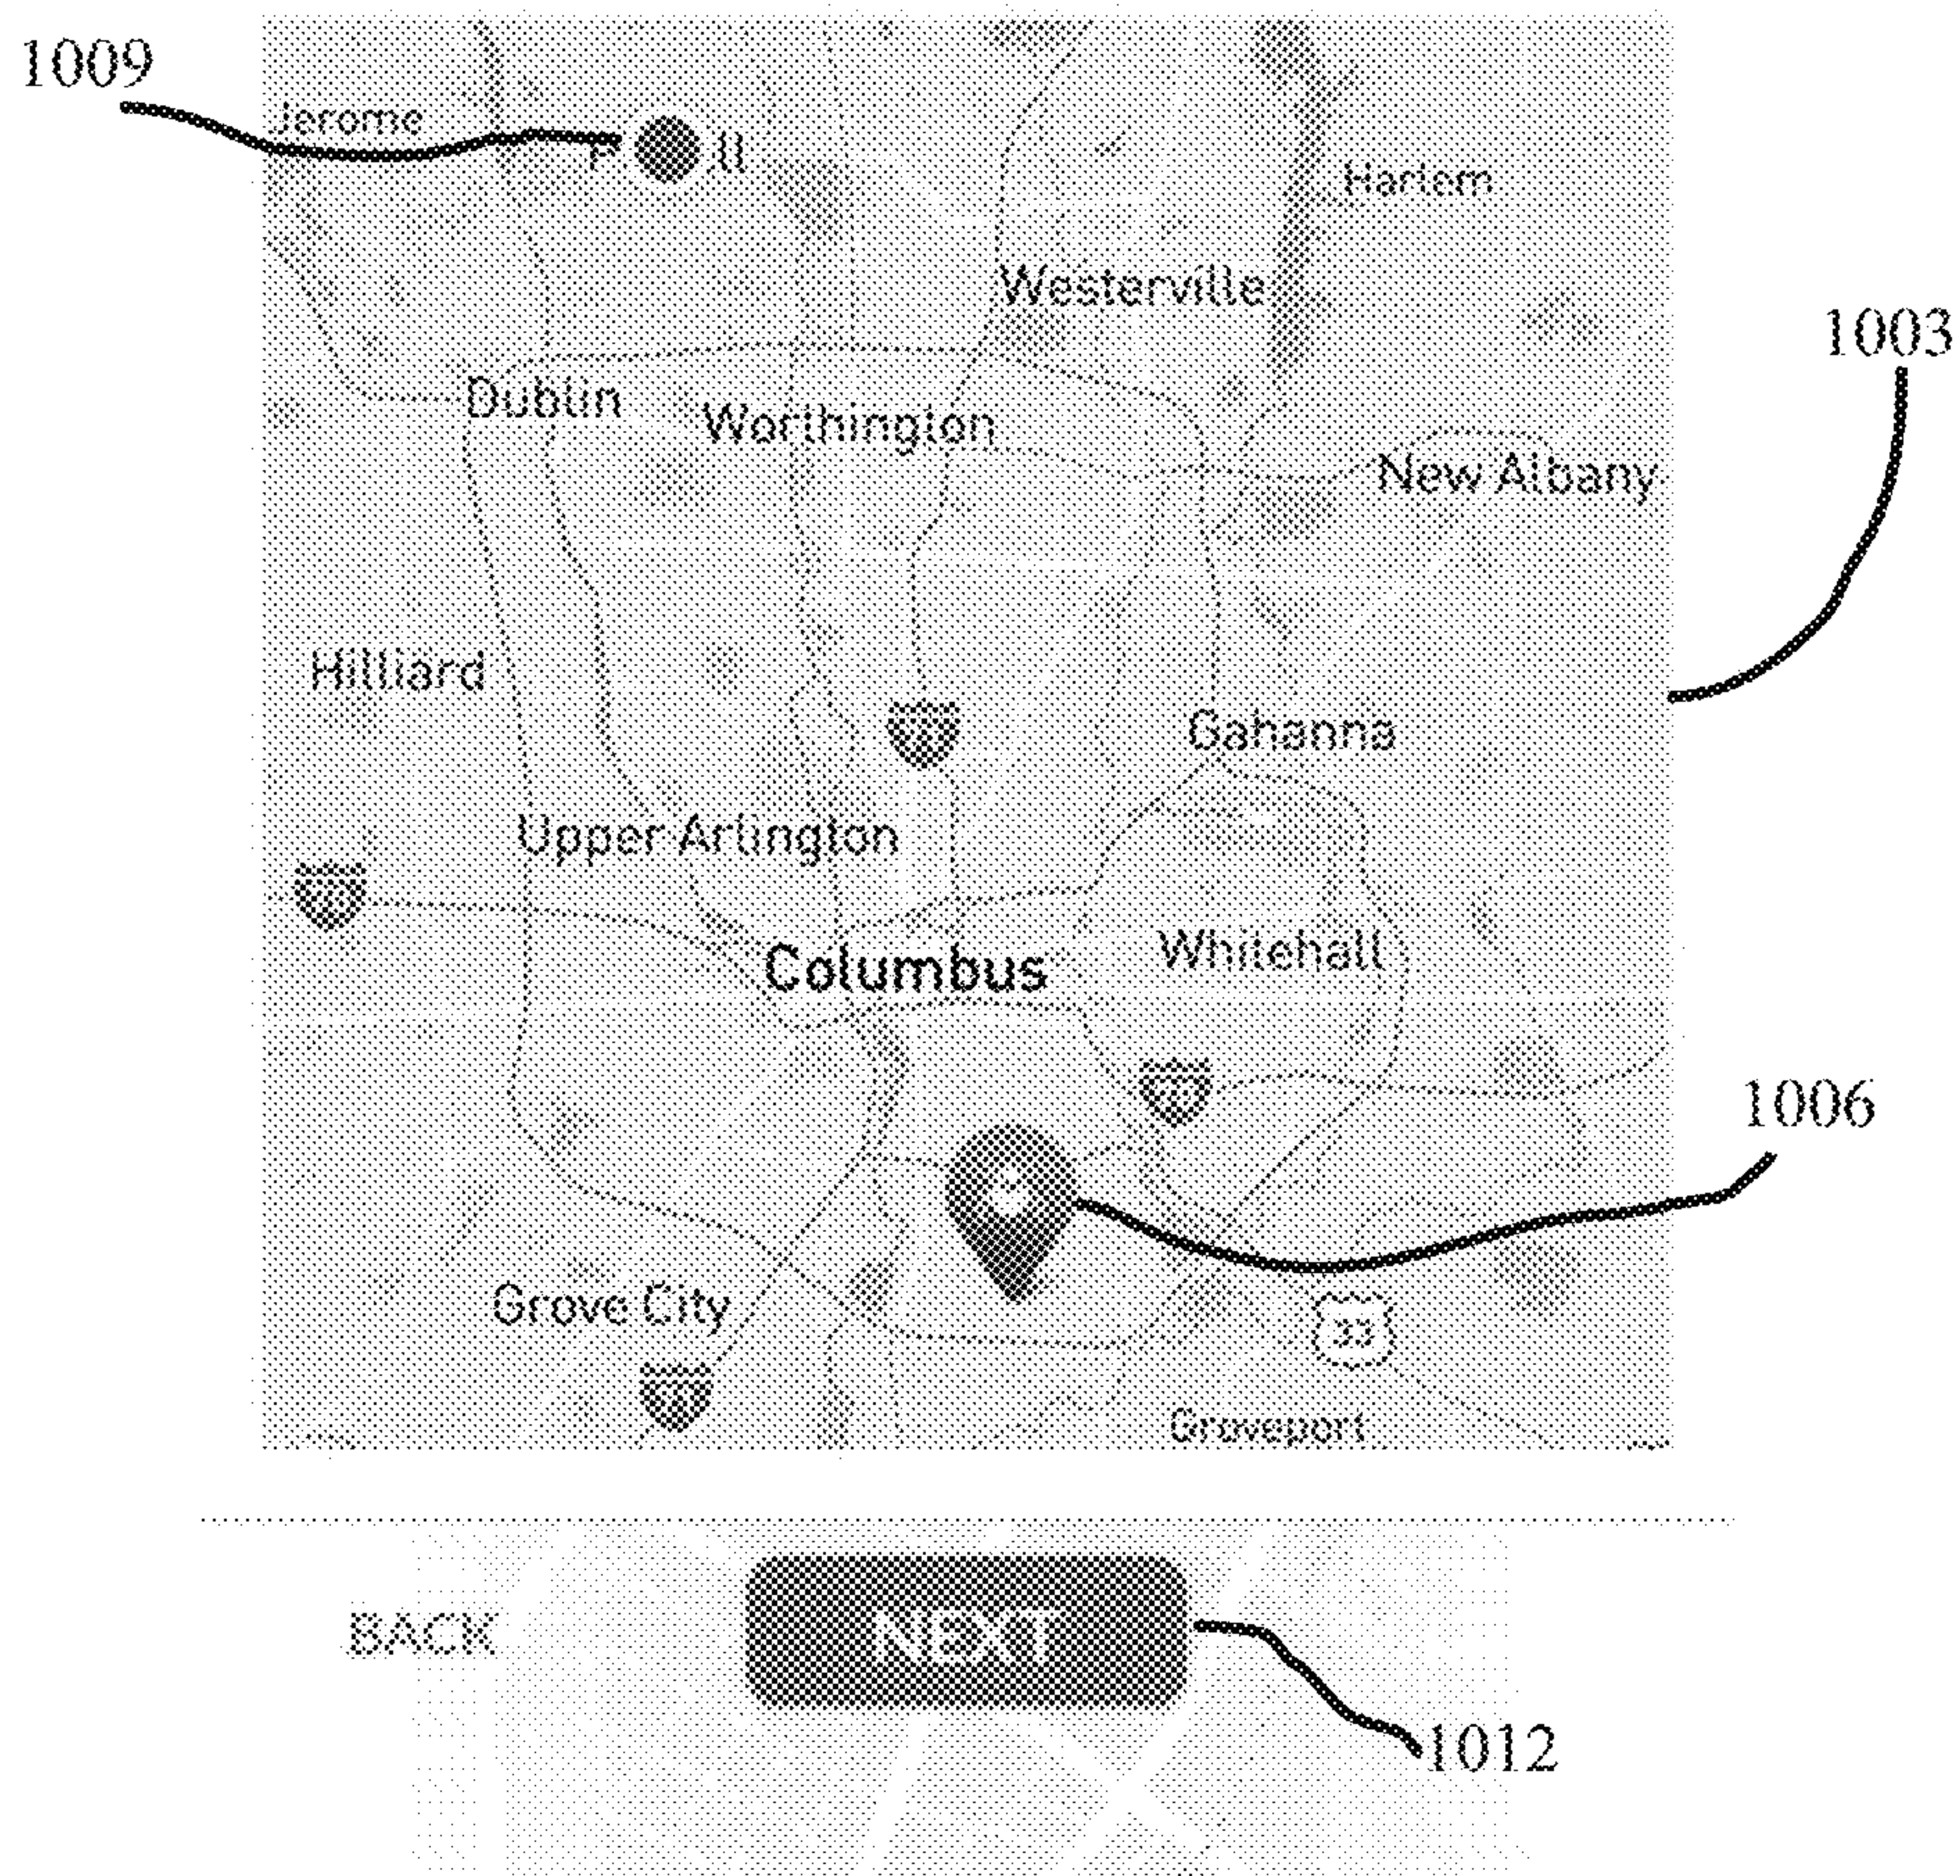 1009
Jerome
ll
Harlem
Westerville
1003
Dublin
Worthington
New Albany
Hilliard
Gahanna
Upper Arlington
Columbus
Whitehall
1006
Grove City
33
Groveport
BACK
NEXT
1012